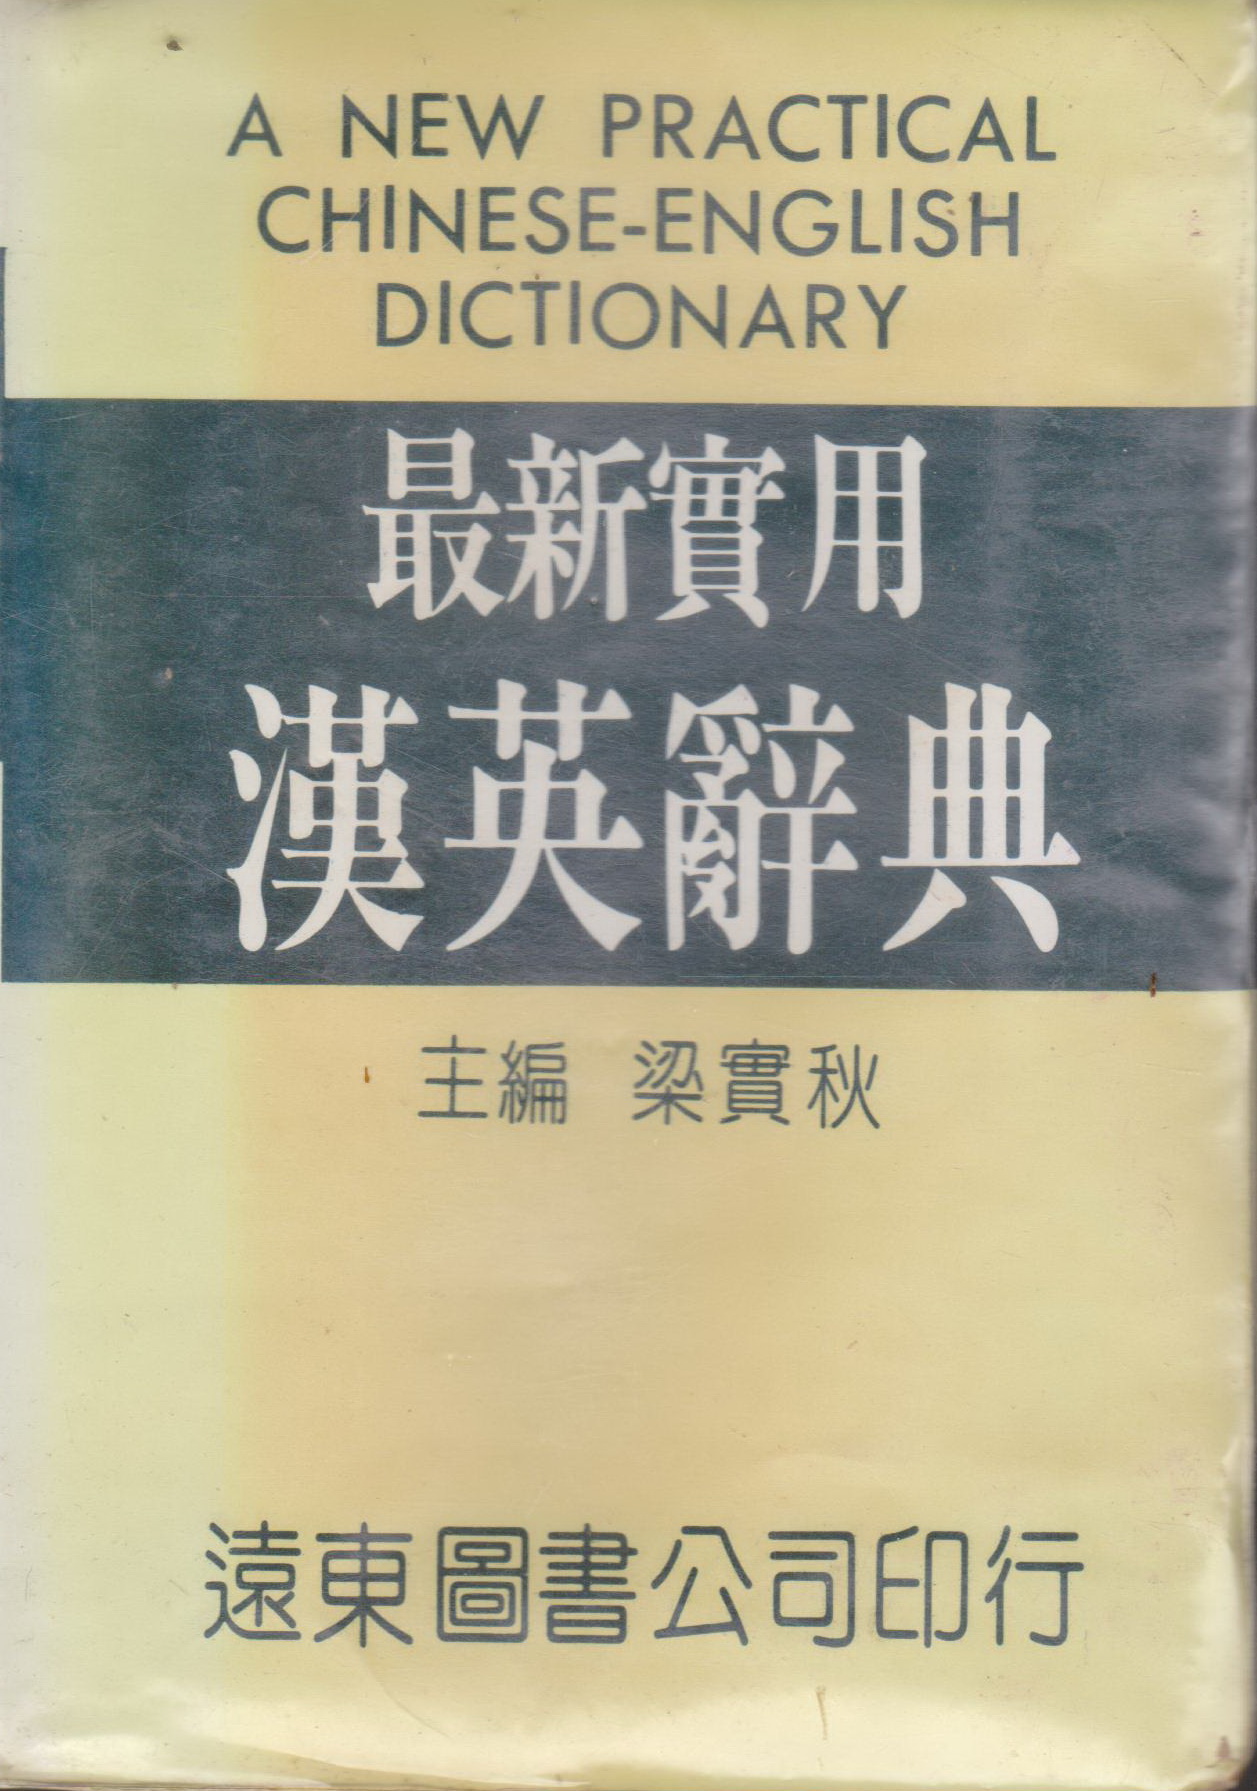 A NEW PRACTICAL
CHINESE-ENGLISH
DICTIONARY
最新實用
漢英辭典
主編 梁實秋
遠東圖書公司印行